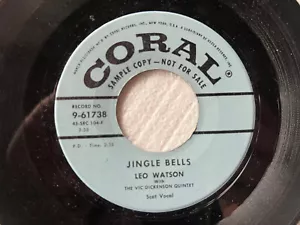 CORAL
SAMPLE COPY - NOT FOR SALE
RECORD NO.
9-61738
JINGLE BELLS
LEO WATSON
With
THE VIC DICKENSON QUINTET
Scat Vocal